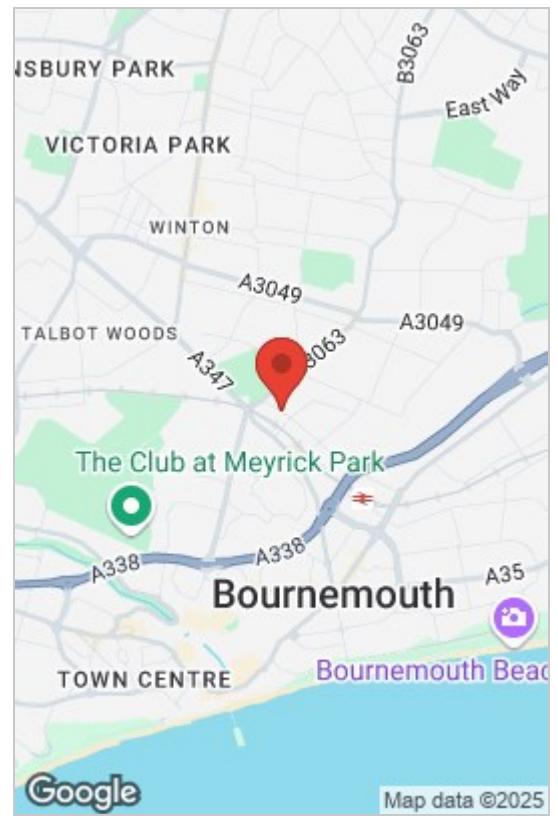 NSBURY PARK
B3063
East Way
VICTORIA PARK
WINTON
A3049
A3049
TALBOT WOODS
3063
A347
The Club at Meyrick Park
A338
A338
A35
Bournemouth
TOWN CENTRE
Bournemouth Beac
Google
Map data ©2025